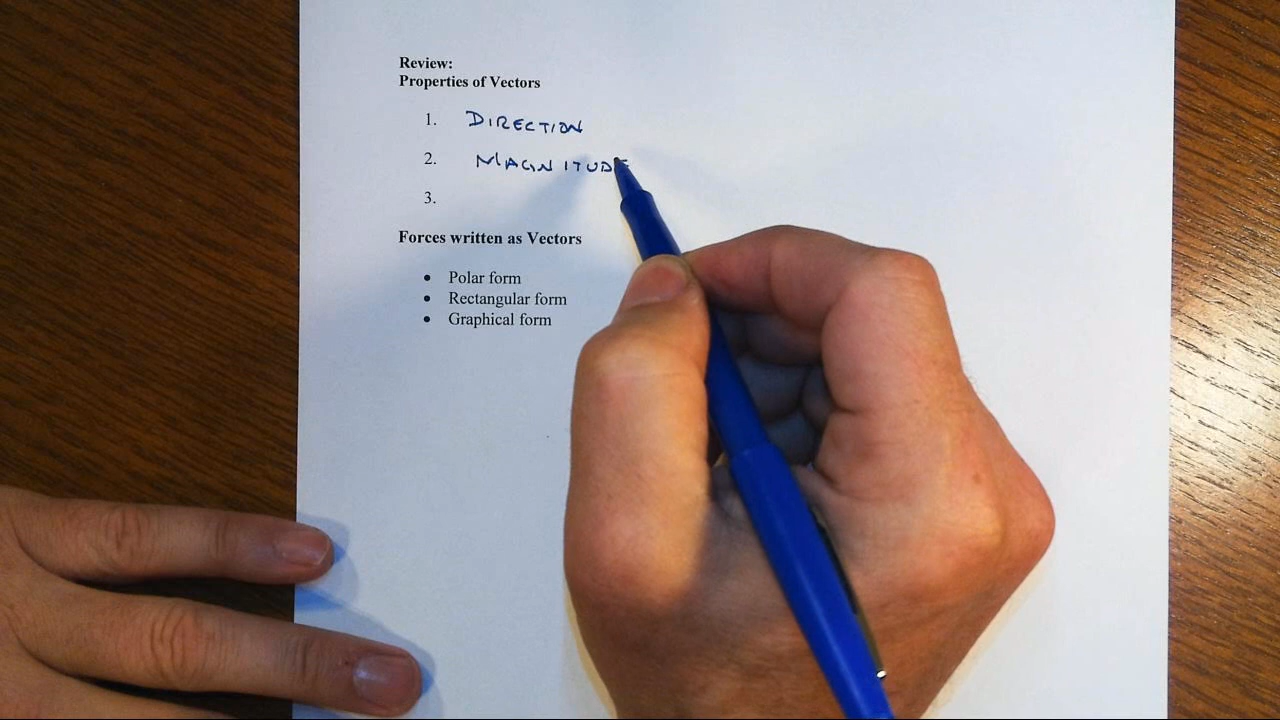 Review:
Properties of Vectors
1. DIRECTION
2. MAGNITUDE
3.
Forces written as Vectors
• Polar form
• Rectangular form
• Graphical form